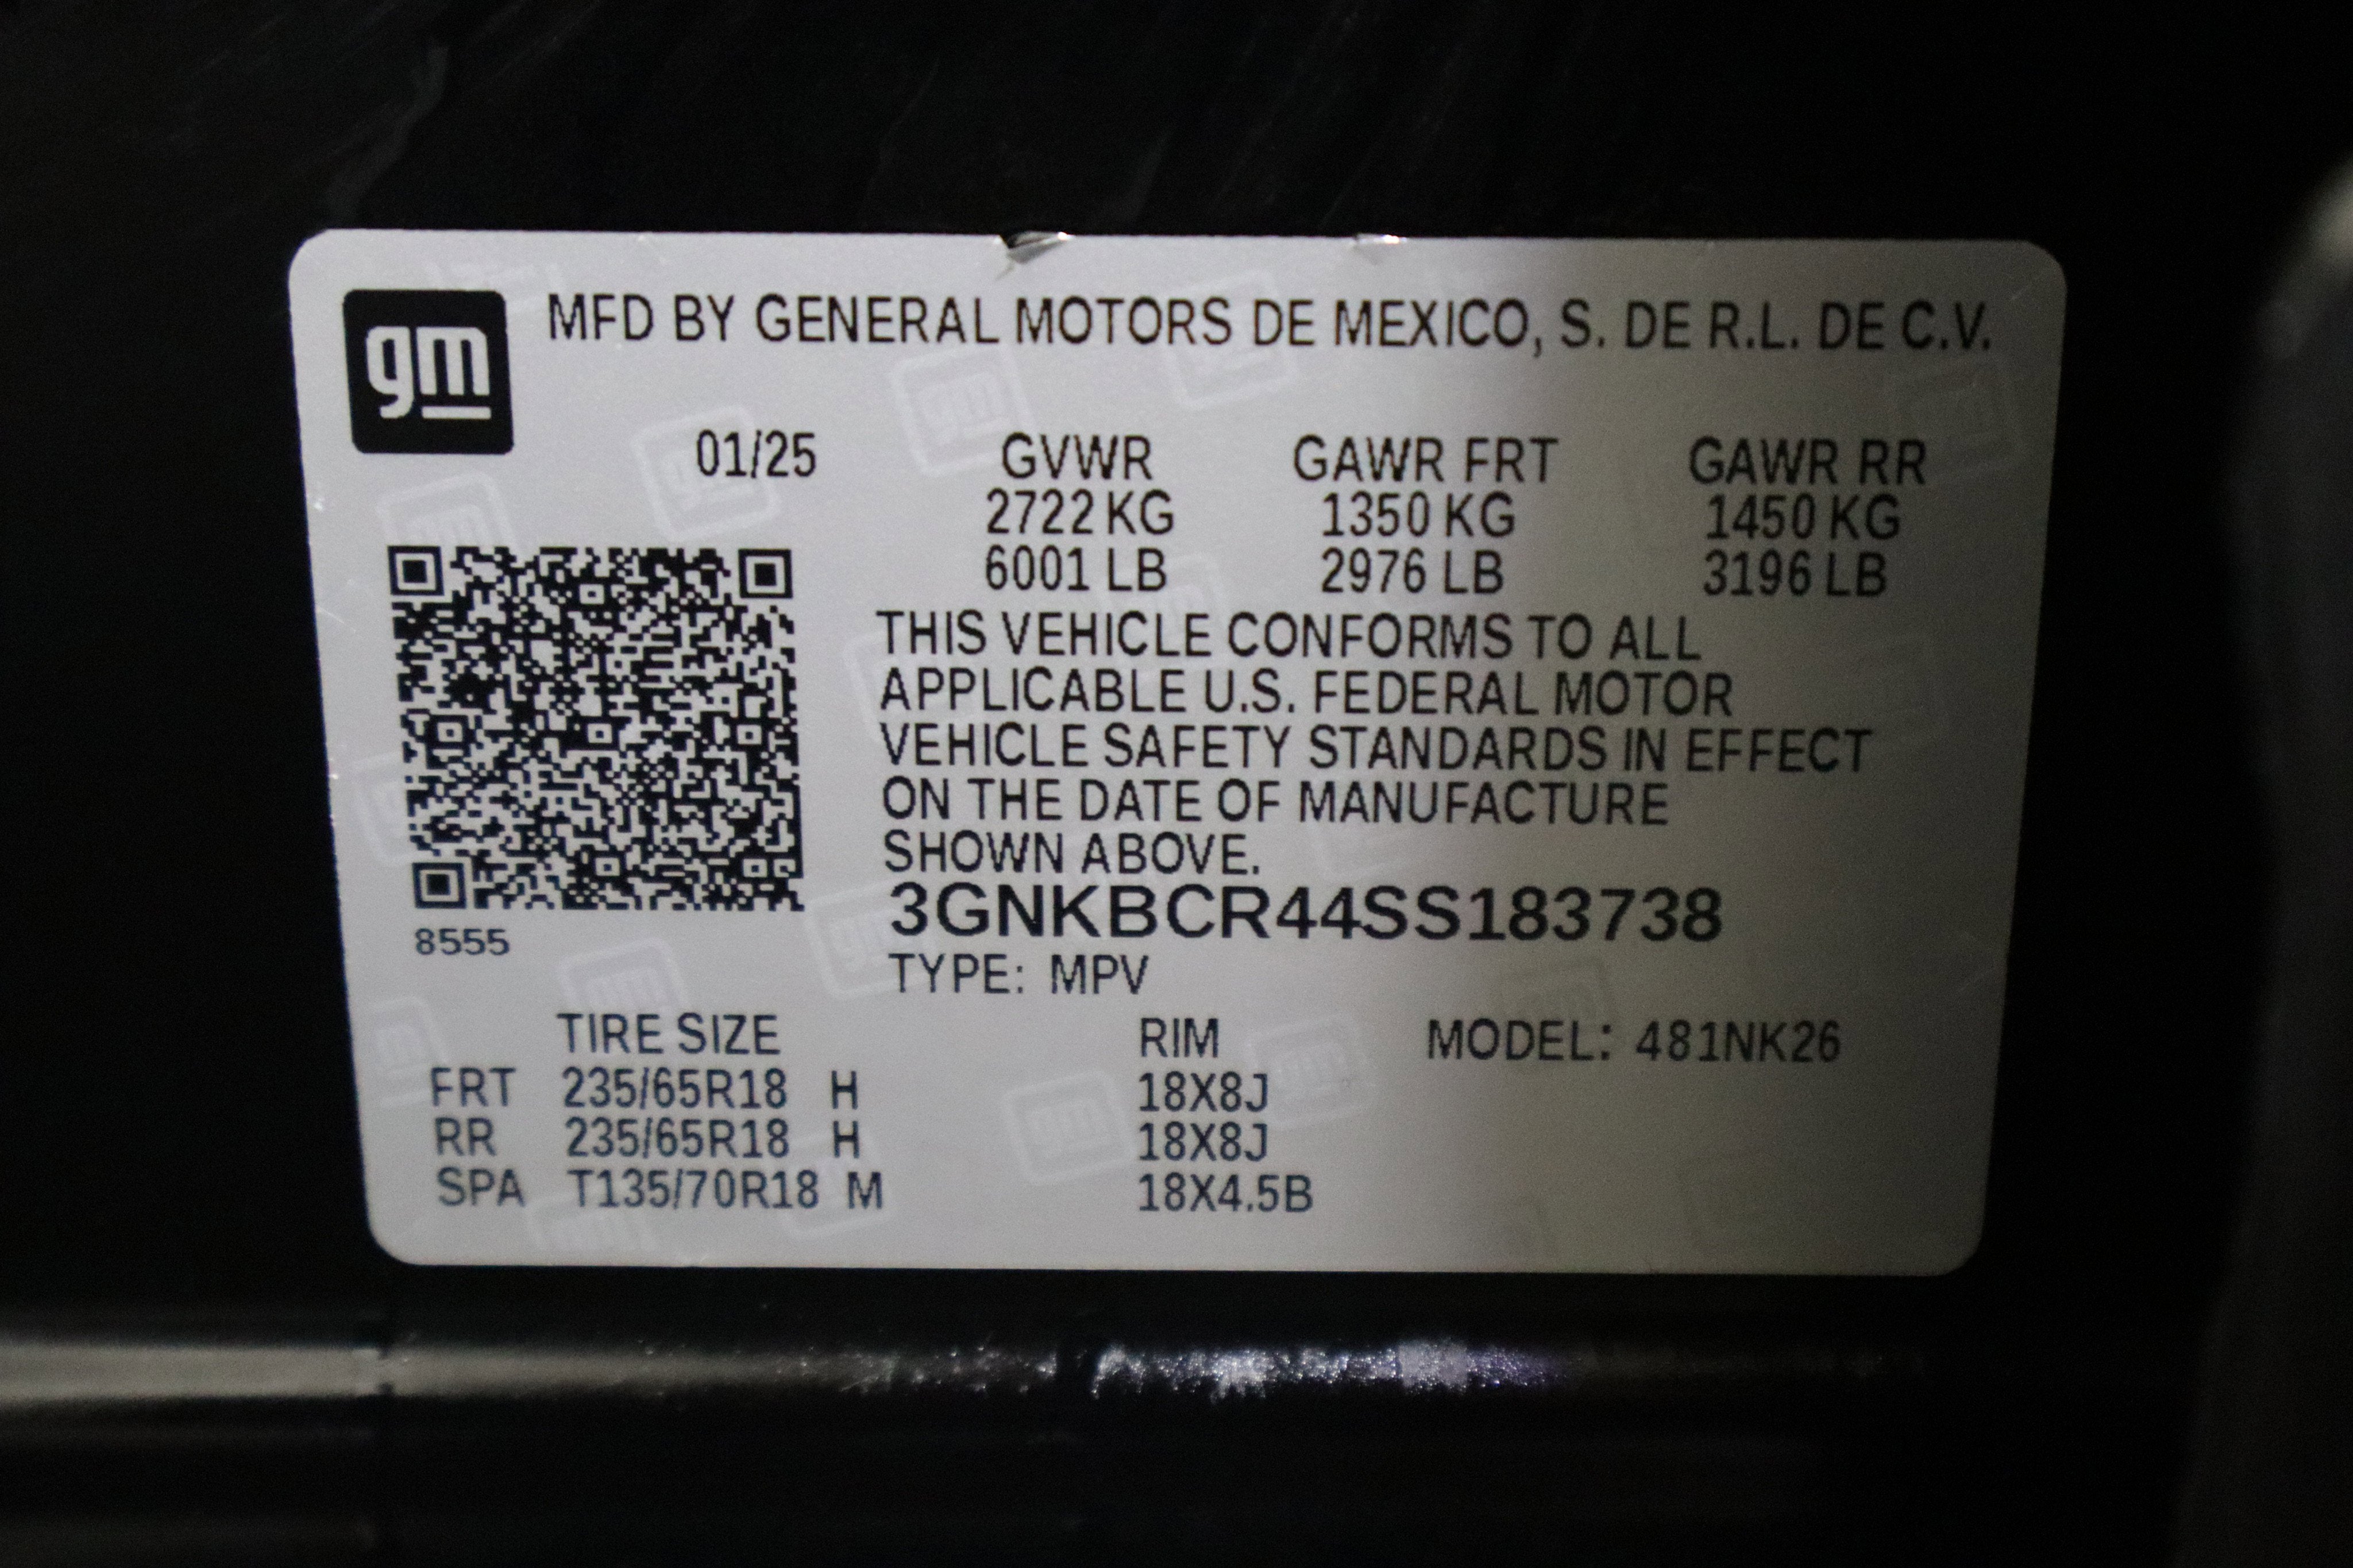 gm
MFD BY GENERAL MOTORS DE MEXICO, S. DE R.L. DE C.V.
01/25 GVWR GAWR FRT GAWR RR
2722 KG 1350 KG 1450 KG
6001 LB 2976 LB 3196 LB
THIS VEHICLE CONFORMS TO ALL
APPLICABLE U.S. FEDERAL MOTOR
VEHICLE SAFETY STANDARDS IN EFFECT
ON THE DATE OF MANUFACTURE
SHOWN ABOVE.
3GNKBCR44SS183738
8555
TYPE: MPV
TIRE SIZE RIM MODEL: 481NK26
FRT 235/65R18 H 18X8J
RR 235/65R18 H 18X8J
SPA T135/70R18 M 18X4.5B